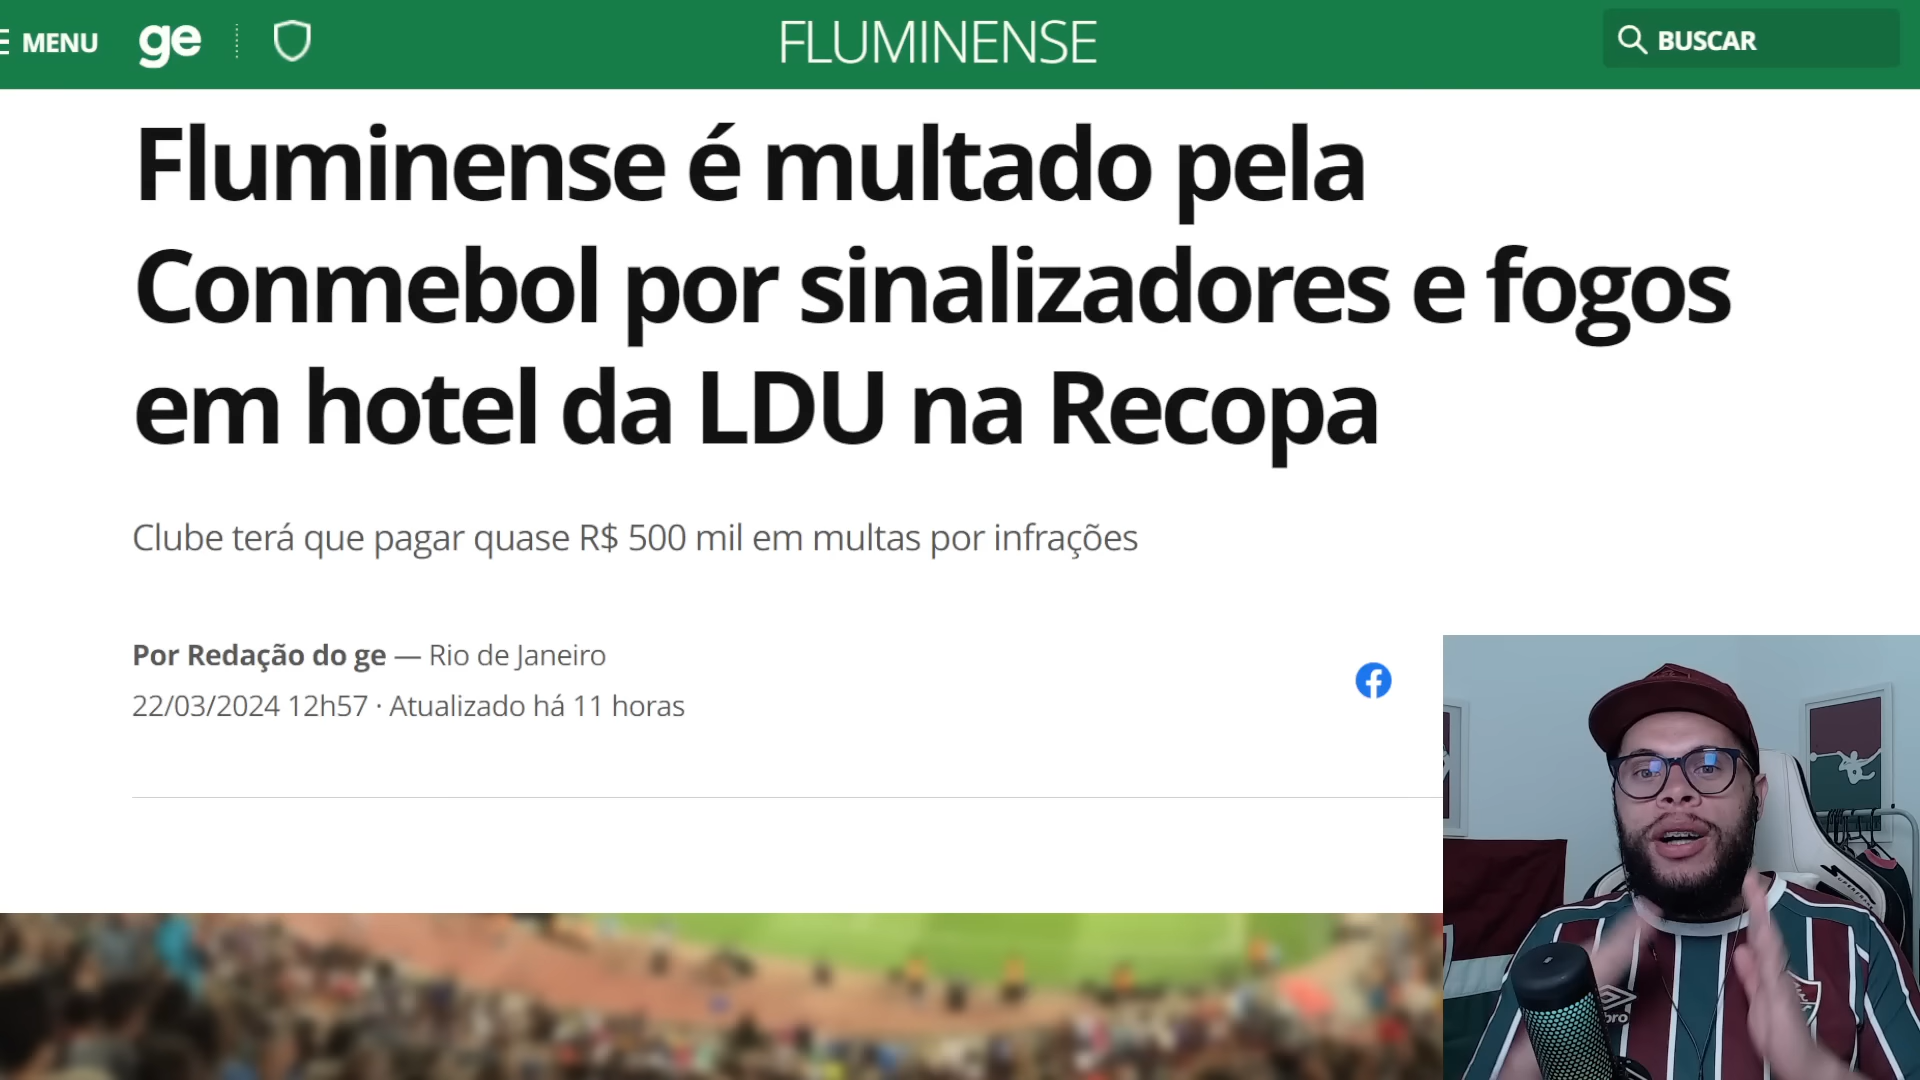 MENU
ge
FLUMINENSE
BUSCAR
Fluminense é multado pela
Conmebol por sinalizadores e fogos
em hotel da LDU na Recopa
Clube terá que pagar quase R$ 500 mil em multas por infrações
Por Redação do ge — Rio de Janeiro
22/03/2024 12h57 · Atualizado há 11 horas